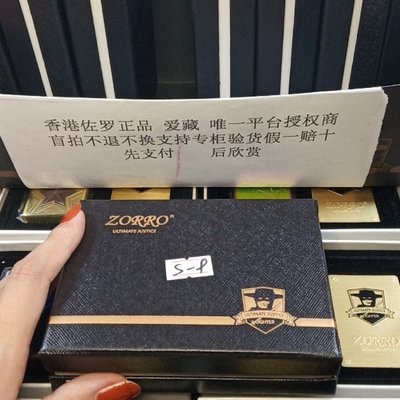 香港佐罗正品 爱藏 唯一平台授权商
盲拍不退不换支持专柜验货假一赔十
先支付 后欣赏
ZORRO®
ULTIMATE JUSTICE
S-P
ULTIMATE JUSTICE
ZORRO